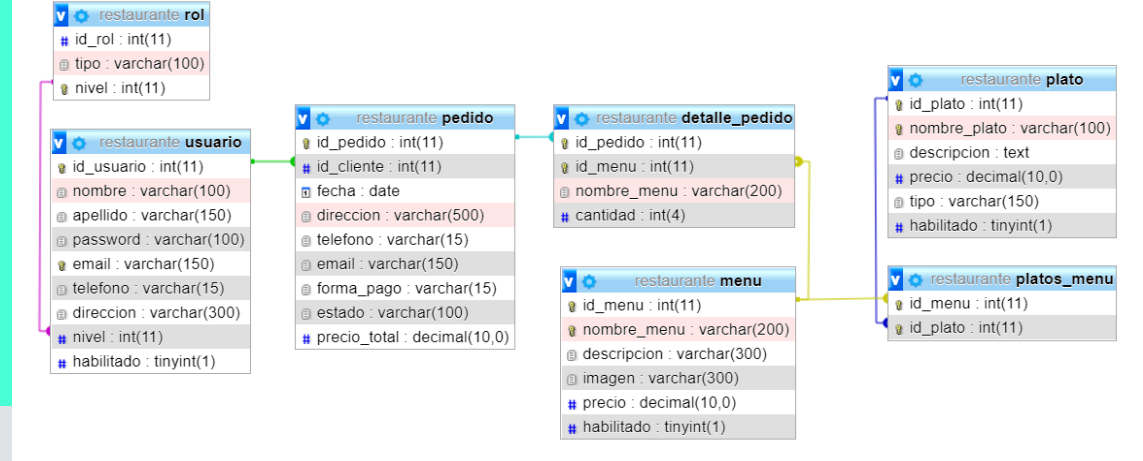 restaurante rol
id_rol : int(11)
tipo : varchar(100)
nivel : int(11)
restaurante usuario
id_usuario : int(11)
nombre : varchar(100)
apellido : varchar(150)
password : varchar(100)
email : varchar(150)
telefono : varchar(15)
direccion : varchar(300)
nivel : int(11)
habilitado : tinyint(1)
restaurante pedido
id_pedido : int(11)
id_cliente : int(11)
fecha : date
direccion : varchar(500)
telefono : varchar(15)
email : varchar(150)
forma_pago : varchar(15)
estado : varchar(100)
precio_total : decimal(10,0)
restaurante detalle_pedido
id_pedido : int(11)
id_menu : int(11)
nombre_menu : varchar(200)
cantidad : int(4)
restaurante menu
id_menu : int(11)
nombre_menu : varchar(200)
descripcion : varchar(300)
imagen : varchar(300)
precio : decimal(10,0)
habilitado : tinyint(1)
restaurante plato
id_plato : int(11)
nombre_plato : varchar(100)
descripcion : text
precio : decimal(10,0)
tipo : varchar(150)
habilitado : tinyint(1)
restaurante platos_menu
id_menu : int(11)
id_plato : int(11)